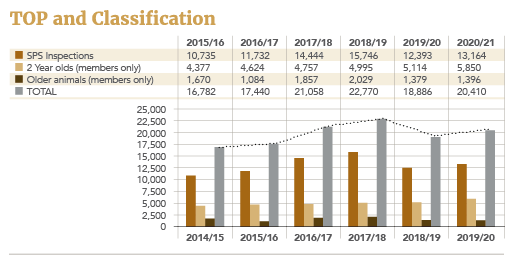 TOP and Classification
2015/16 2016/17 2017/18 2018/19 2019/20 2020/21
SPS Inspections 10,735 11,732 14,444 15,746 12,393 13,164
2 Year olds (members only) 4,377 4,624 4,757 4,995 5,114 5,850
Older animals (members only) 1,670 1,084 1,857 2,029 1,379 1,396
TOTAL 16,782 17,440 21,058 22,770 18,886 20,410
25,000
22,500
20,000
17,500
15,000
12,500
10,000
7,500
5,000
2,500
0
2014/15 2015/16 2016/17 2017/18 2018/19 2019/20